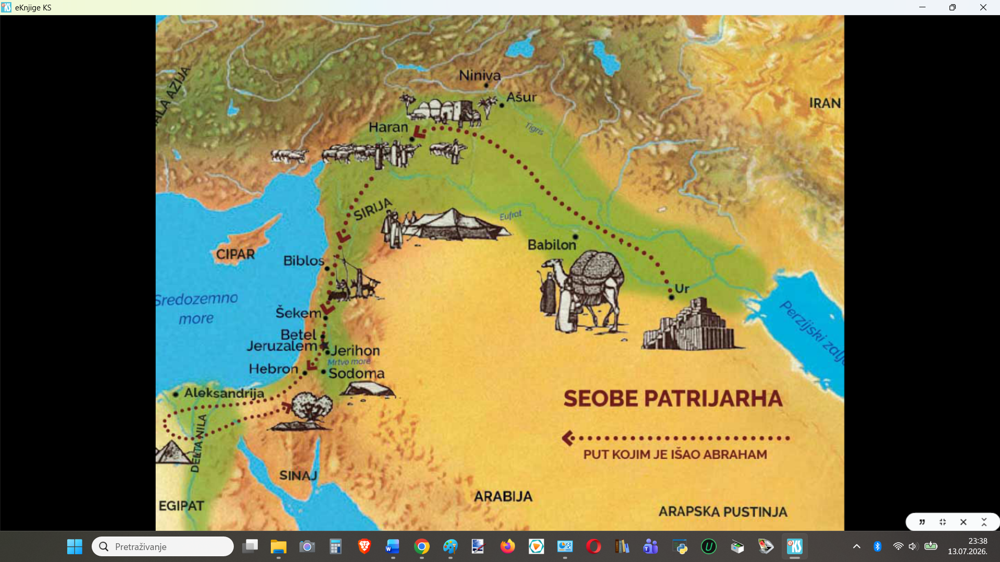 eKnjige KS
Niniva
Ašur
IRAN
Haran
Tigris
SIRIJA
Eufrat
Babilon
CIPAR
Biblos
Ur
Sredozemno
more
Šekem
Betel
Jeruzalem
Jerihon
Mrtvo more
Hebron
Sodoma
Perzijski
Aleksandrija
SEOBE PATRIJARHA
DELTA NILA
PUT KOJIM JE IŠAO ABRAHAM
SINAJ
ARABIJA
EGIPAT
ARAPSKA PUSTINJA
Pretraživanje
23:38
13.07.2026.